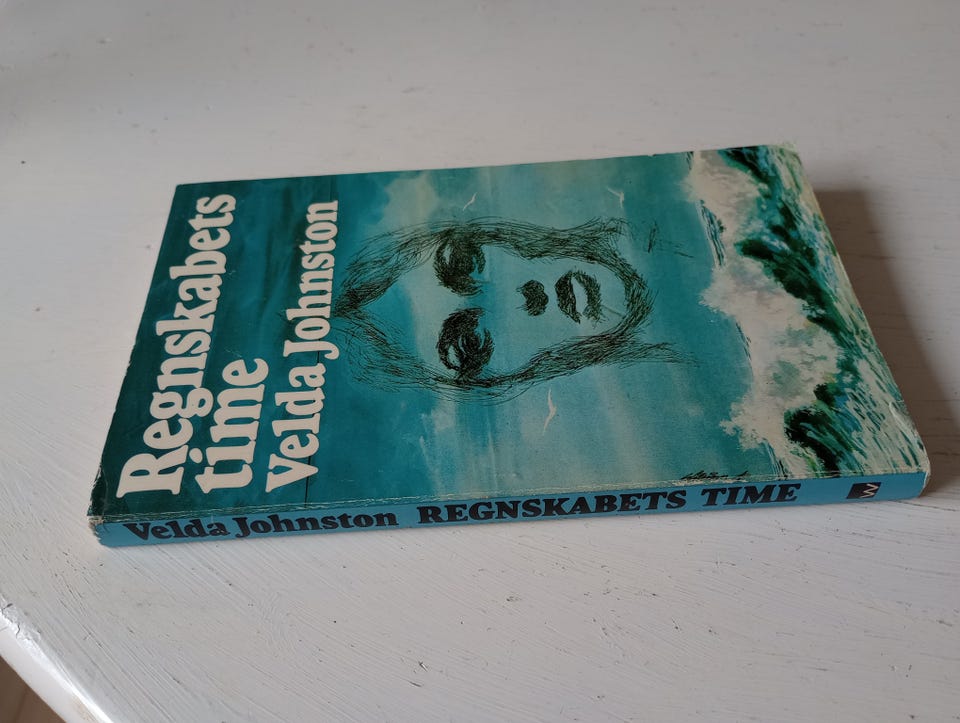 Regnskabets
time
Velda Johnston
Velda Johnston REGNSKABETS TIME
W